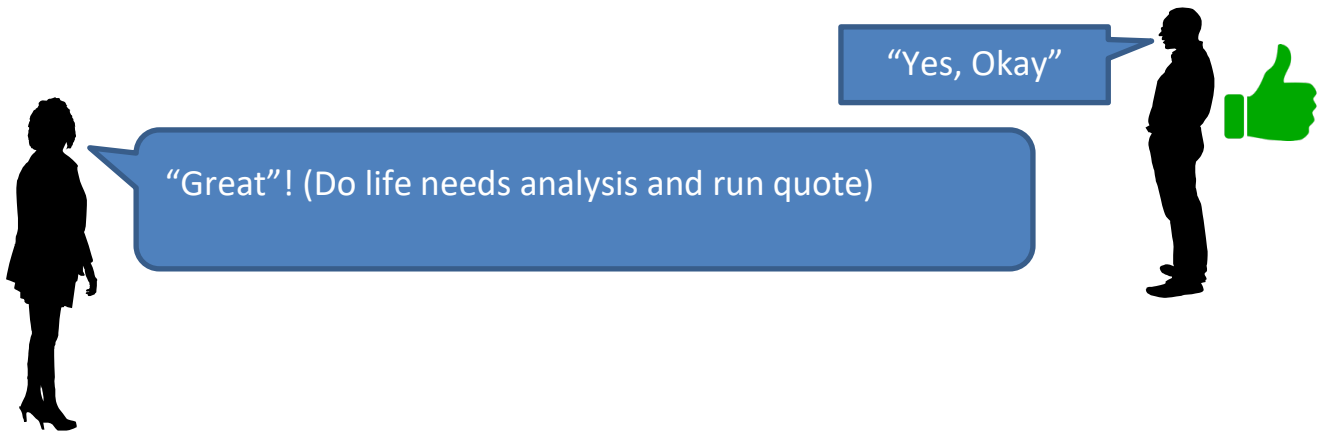 “Yes, Okay”
“Great”! (Do life needs analysis and run quote)